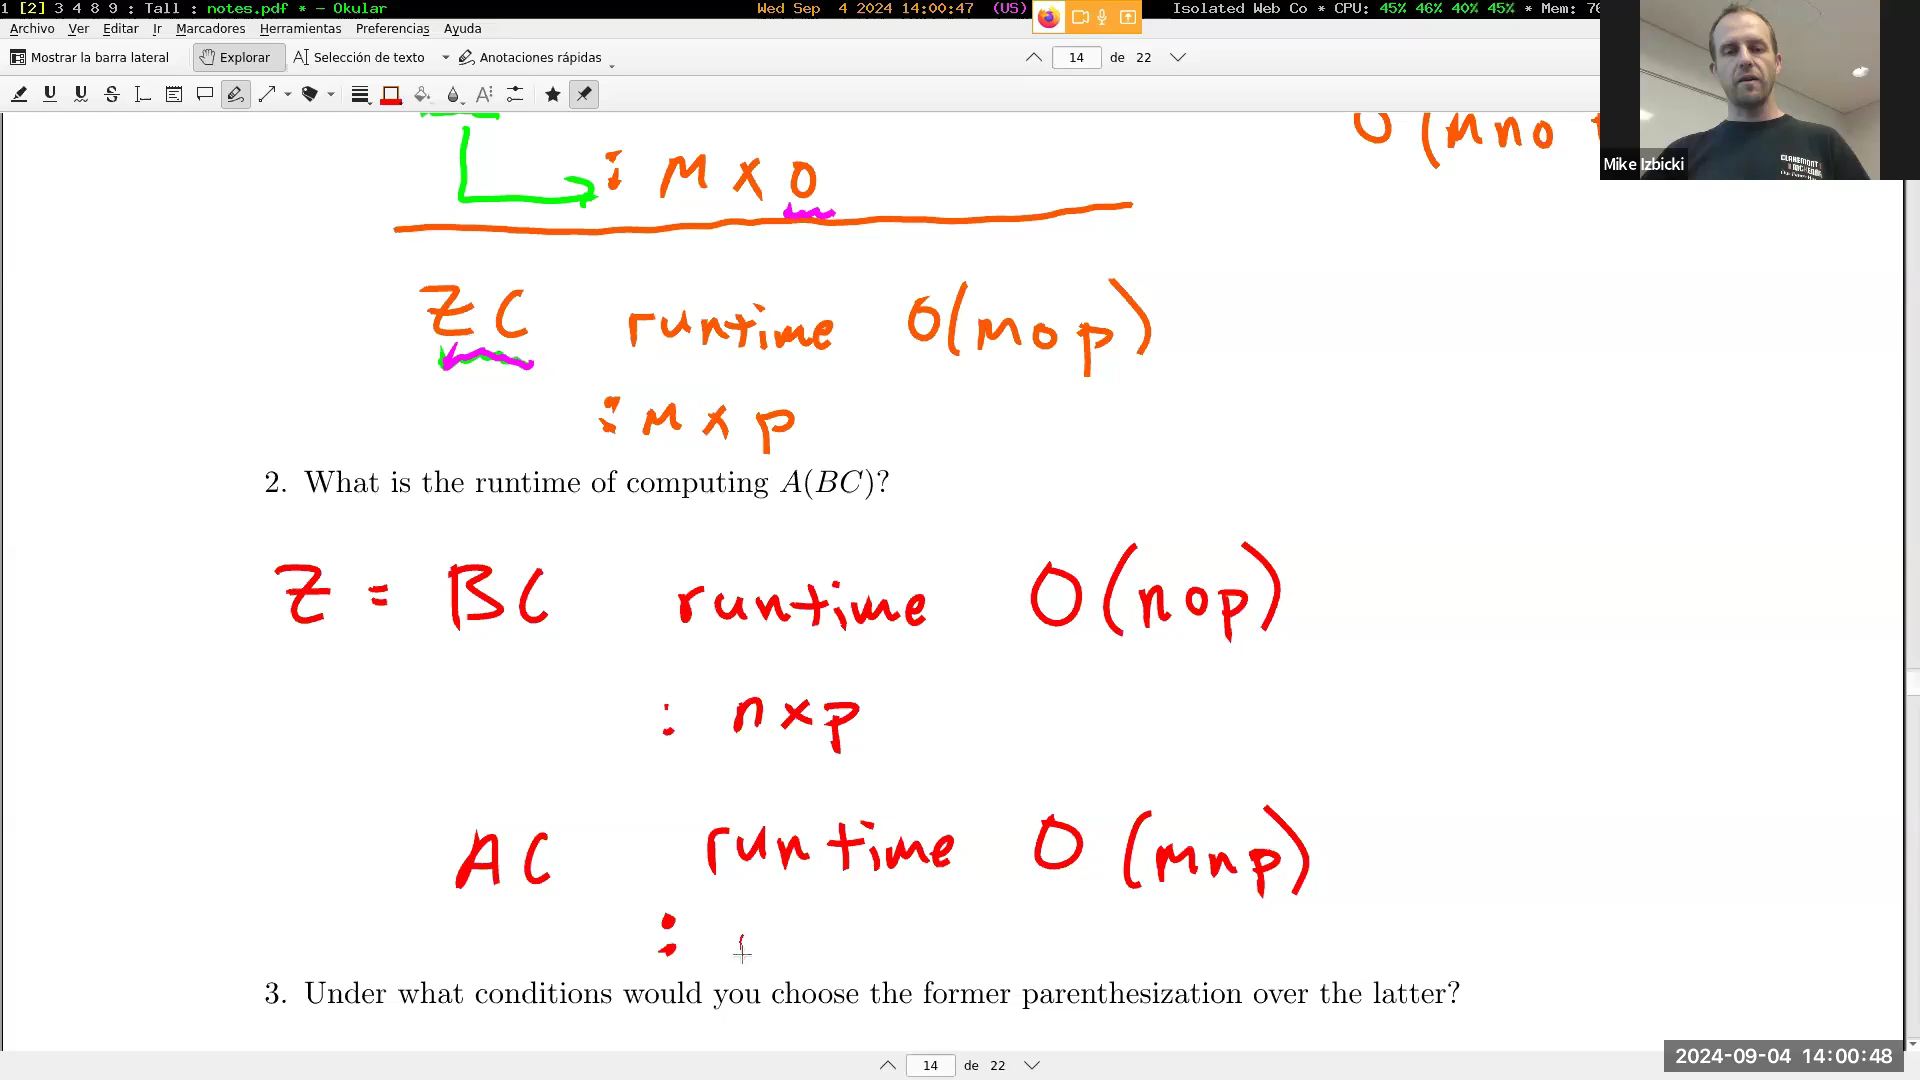 1 [2] 3 4 8 9 : Tall : notes.pdf * - Okular Wed Sep 4 2024 14:00:47 (US) Isolated Web Co * CPU: 45% 46% 40% 45% * Mem: 70
Archivo Ver Editar Ir Marcadores Herramientas Preferencias Ayuda
Mostrar la barra lateral Explorar Selección de texto Anotaciones rápidas 14 de 22
Mike Izbicki
O (mno
: m x o
ZC runtime O(mop)
: m x p
2. What is the runtime of computing A(BC)?
Z = BC runtime O(nop)
: n x p
AC runtime O (mnp)
:
3. Under what conditions would you choose the former parenthesization over the latter?
14 de 22
2024-09-04 14:00:48